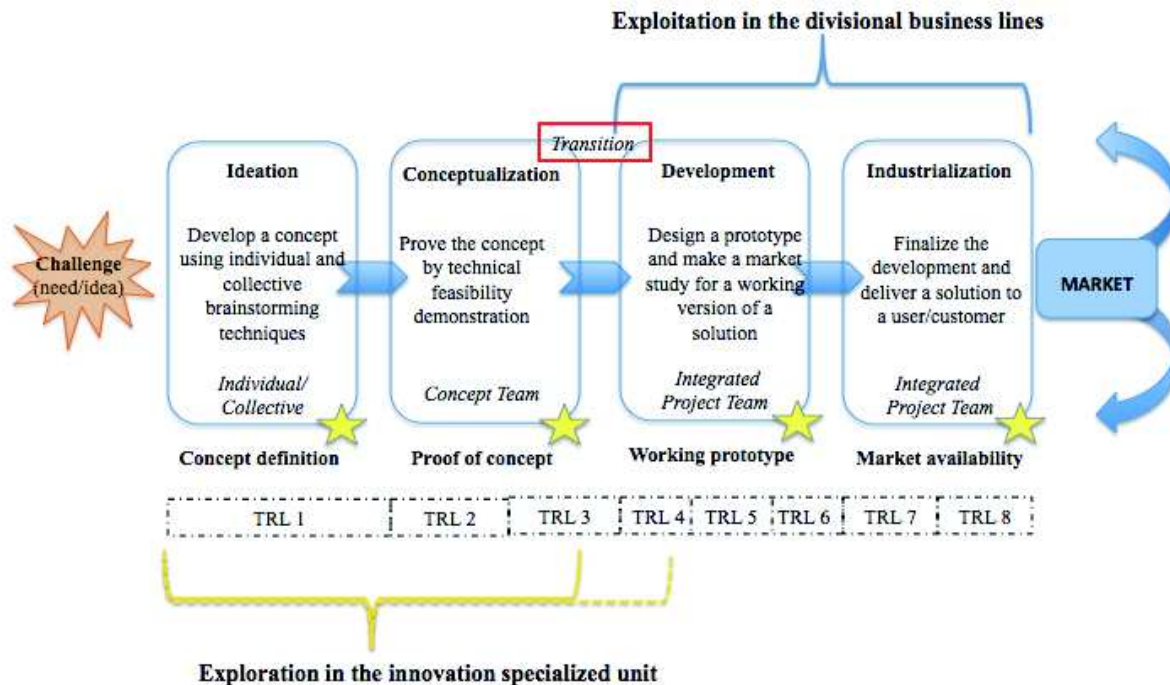 Exploitation in the divisional business lines
Transition
Ideation
Develop a concept
using individual and
collective
brainstorming
techniques
Individual/
Collective
Conceptualization
Prove the concept
by technical
feasibility
demonstration
Concept Team
Development
Design a prototype
and make a market
study for a working
version of a
solution
Integrated
Project Team
Industrialization
Finalize the
development and
deliver a solution to
a user/customer
Integrated
Project Team
Challenge
(need/idea)
MARKET
Concept definition
Proof of concept
Working prototype
Market availability
TRL 1
TRL 2
TRL 3
TRL 4
TRL 5
TRL 6
TRL 7
TRL 8
Exploration in the innovation specialized unit